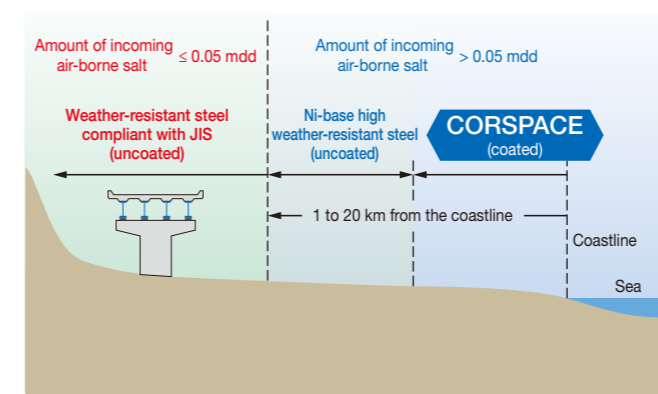 Amount of incoming
air-borne salt
≤ 0.05 mdd
Amount of incoming
air-borne salt
> 0.05 mdd
Weather-resistant steel
compliant with JIS
(uncoated)
Ni-base high
weather-resistant steel
(uncoated)
CORSPACE
(coated)
1 to 20 km from the coastline
Coastline
Sea